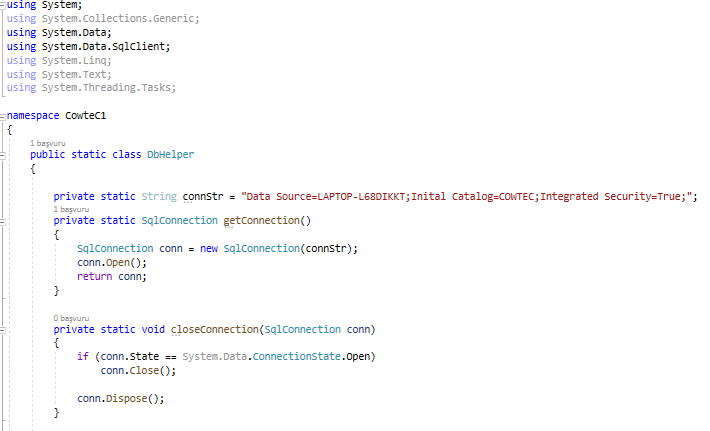 using System;
using System.Collections.Generic;
using System.Data;
using System.Data.SqlClient;
using System.Linq;
using System.Text;
using System.Threading.Tasks;
namespace CowteC1
{
1 başvuru
public static class DbHelper
{
private static String connStr = "Data Source=LAPTOP-L68DIKKT;Inital Catalog=COWTEC;Integrated Security=True;";
1 başvuru
private static SqlConnection getConnection()
{
SqlConnection conn = new SqlConnection(connStr);
conn.Open();
return conn;
}
0 başvuru
private static void closeConnection(SqlConnection conn)
{
if (conn.State == System.Data.ConnectionState.Open)
conn.Close();
conn.Dispose();
}